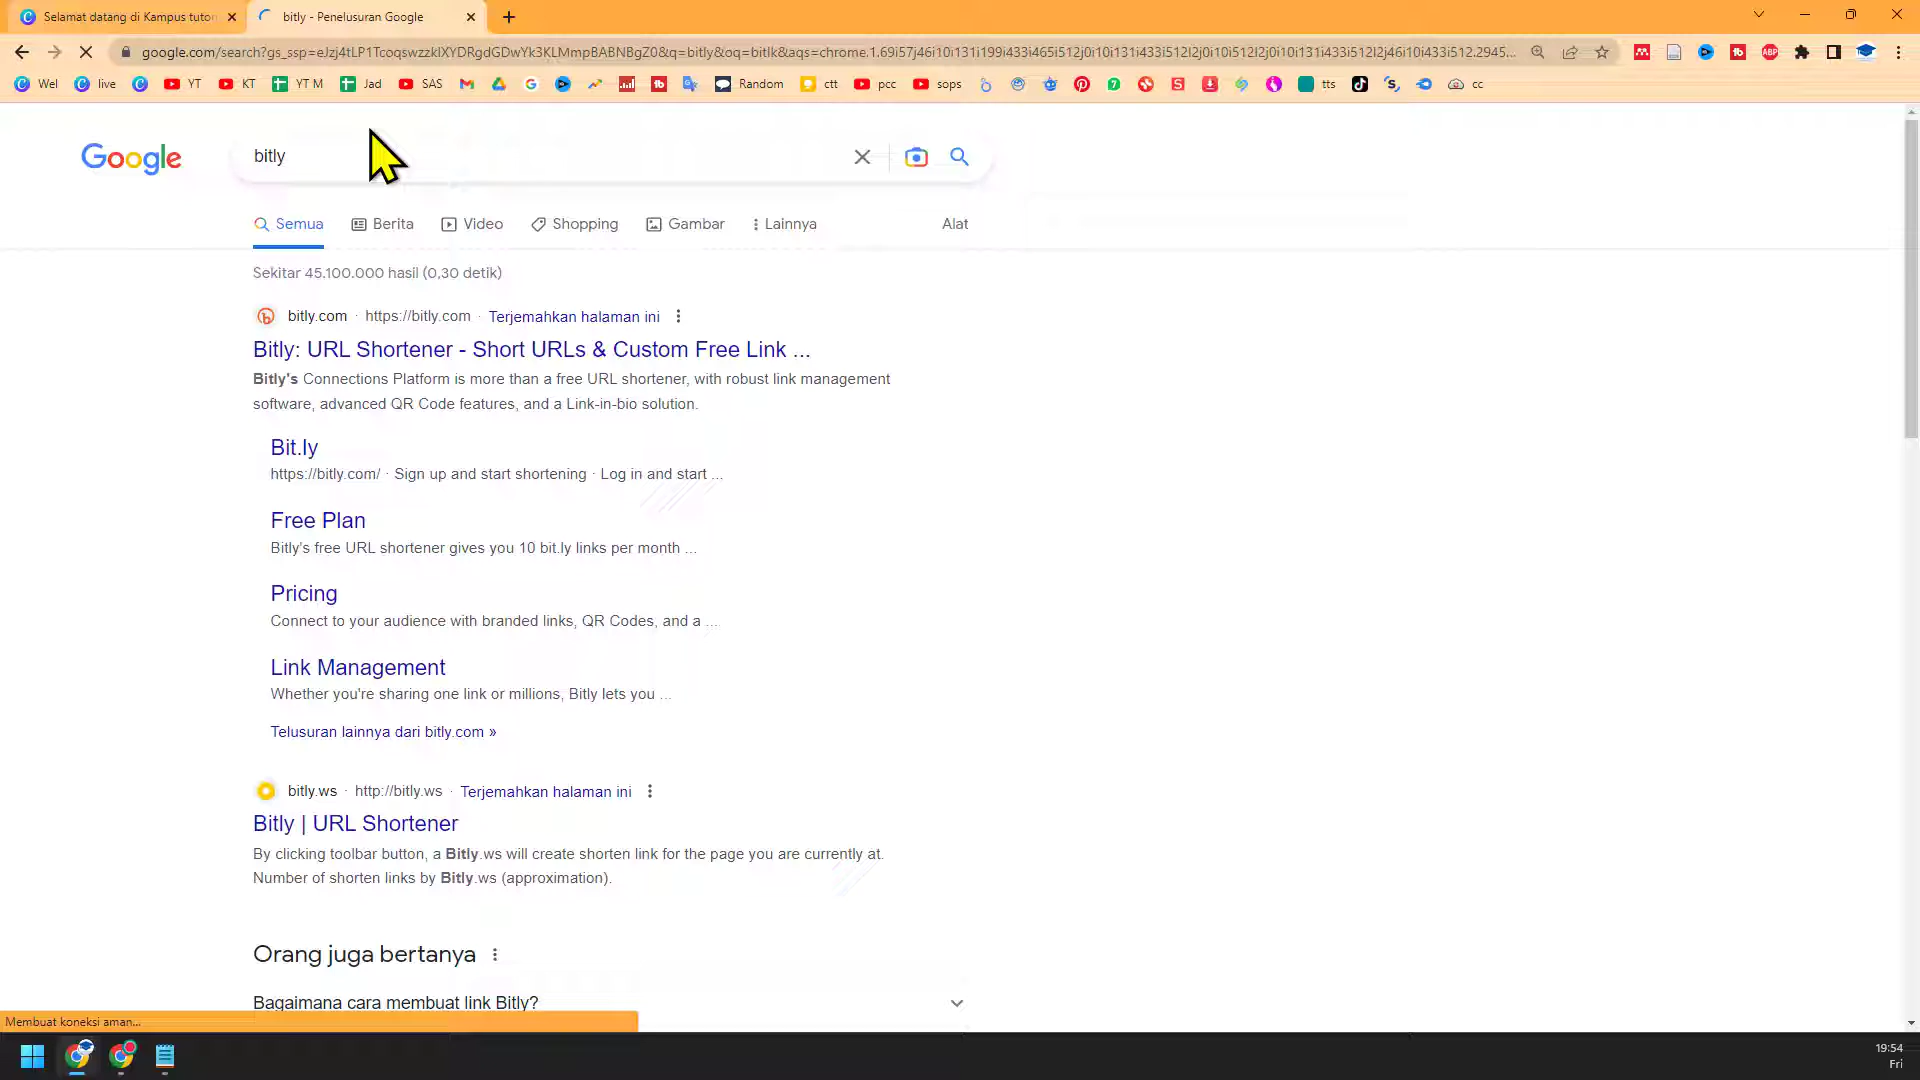 Selamat datang di Kampus tuto
bitly - Penelusuran Google
google.com/search?gs_ssp=eJzj4tLP1TcoqswzzklXYDRgdGDwYk3KLMmpBABNBgZ0&q=bitly&oq=bitlk&aqs=chrome.1.69i57j46i10i131i199i433i465i512j0i10i131i433i512l2j0i10i512l2j0i10i131i433i512l2j46i10i433i512.2945...
Wel live YT KT YT M Jad SAS Random ctt pcc sops tts cc
Google
bitly
Semua Berita Video Shopping Gambar Lainnya Alat
Sekitar 45.100.000 hasil (0,30 detik)
bitly.com · https://bitly.com · Terjemahkan halaman ini
Bitly: URL Shortener - Short URLs & Custom Free Link ...
Bitly's Connections Platform is more than a free URL shortener, with robust link management
software, advanced QR Code features, and a Link-in-bio solution.
Bit.ly
https://bitly.com/ · Sign up and start shortening · Log in and start ...
Free Plan
Bitly's free URL shortener gives you 10 bit.ly links per month ...
Pricing
Connect to your audience with branded links, QR Codes, and a ...
Link Management
Whether you're sharing one link or millions, Bitly lets you ...
Telusuran lainnya dari bitly.com »
bitly.ws · http://bitly.ws · Terjemahkan halaman ini
Bitly | URL Shortener
By clicking toolbar button, a Bitly.ws will create shorten link for the page you are currently at.
Number of shorten links by Bitly.ws (approximation).
Orang juga bertanya
Bagaimana cara membuat link Bitly?
Membuat koneksi aman...
19:54
Fri